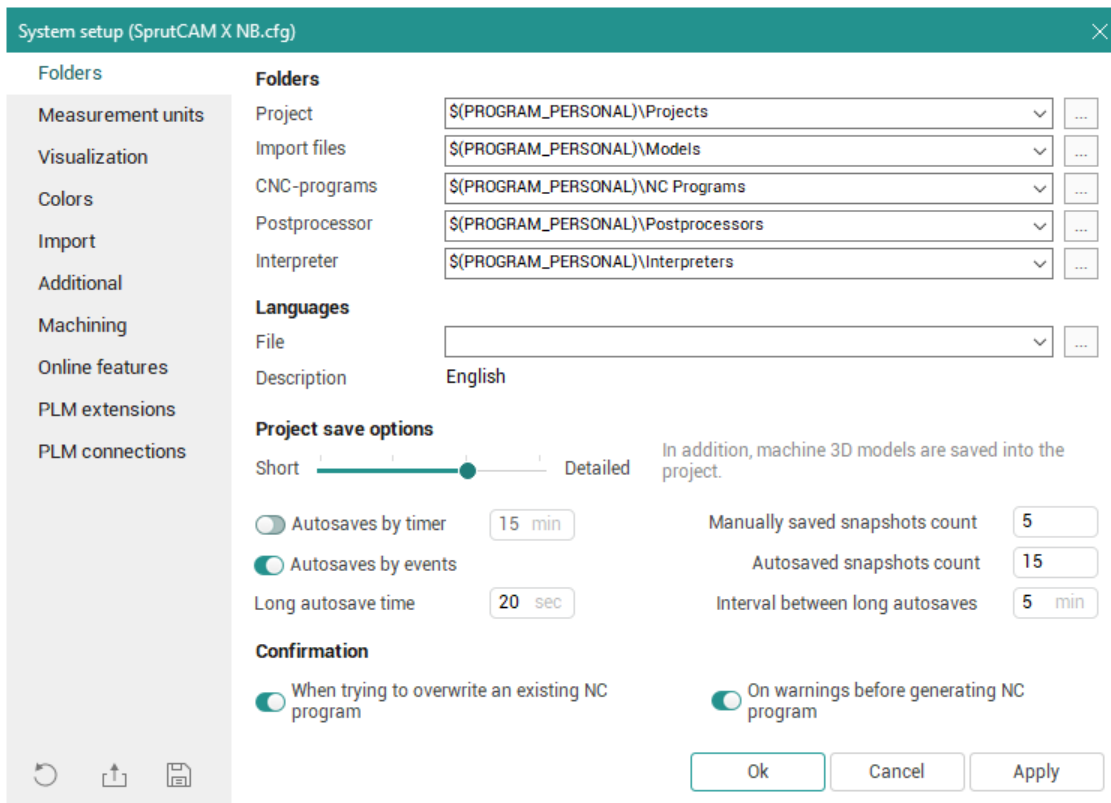 System setup (SprutCAM X NB.cfg)
Folders
Measurement units
Visualization
Colors
Import
Additional
Machining
Online features
PLM extensions
PLM connections
Folders
Project $(PROGRAM_PERSONAL)\Projects ...
Import files $(PROGRAM_PERSONAL)\Models ...
CNC-programs $(PROGRAM_PERSONAL)\NC Programs ...
Postprocessor $(PROGRAM_PERSONAL)\Postprocessors ...
Interpreter $(PROGRAM_PERSONAL)\Interpreters ...
Languages
File ...
Description English
Project save options
Short Detailed
In addition, machine 3D models are saved into the
project.
Autosaves by timer 15 min
Manually saved snapshots count 5
Autosaves by events
Autosaved snapshots count 15
Long autosave time 20 sec
Interval between long autosaves 5 min
Confirmation
When trying to overwrite an existing NC
program
On warnings before generating NC
program
Ok Cancel Apply